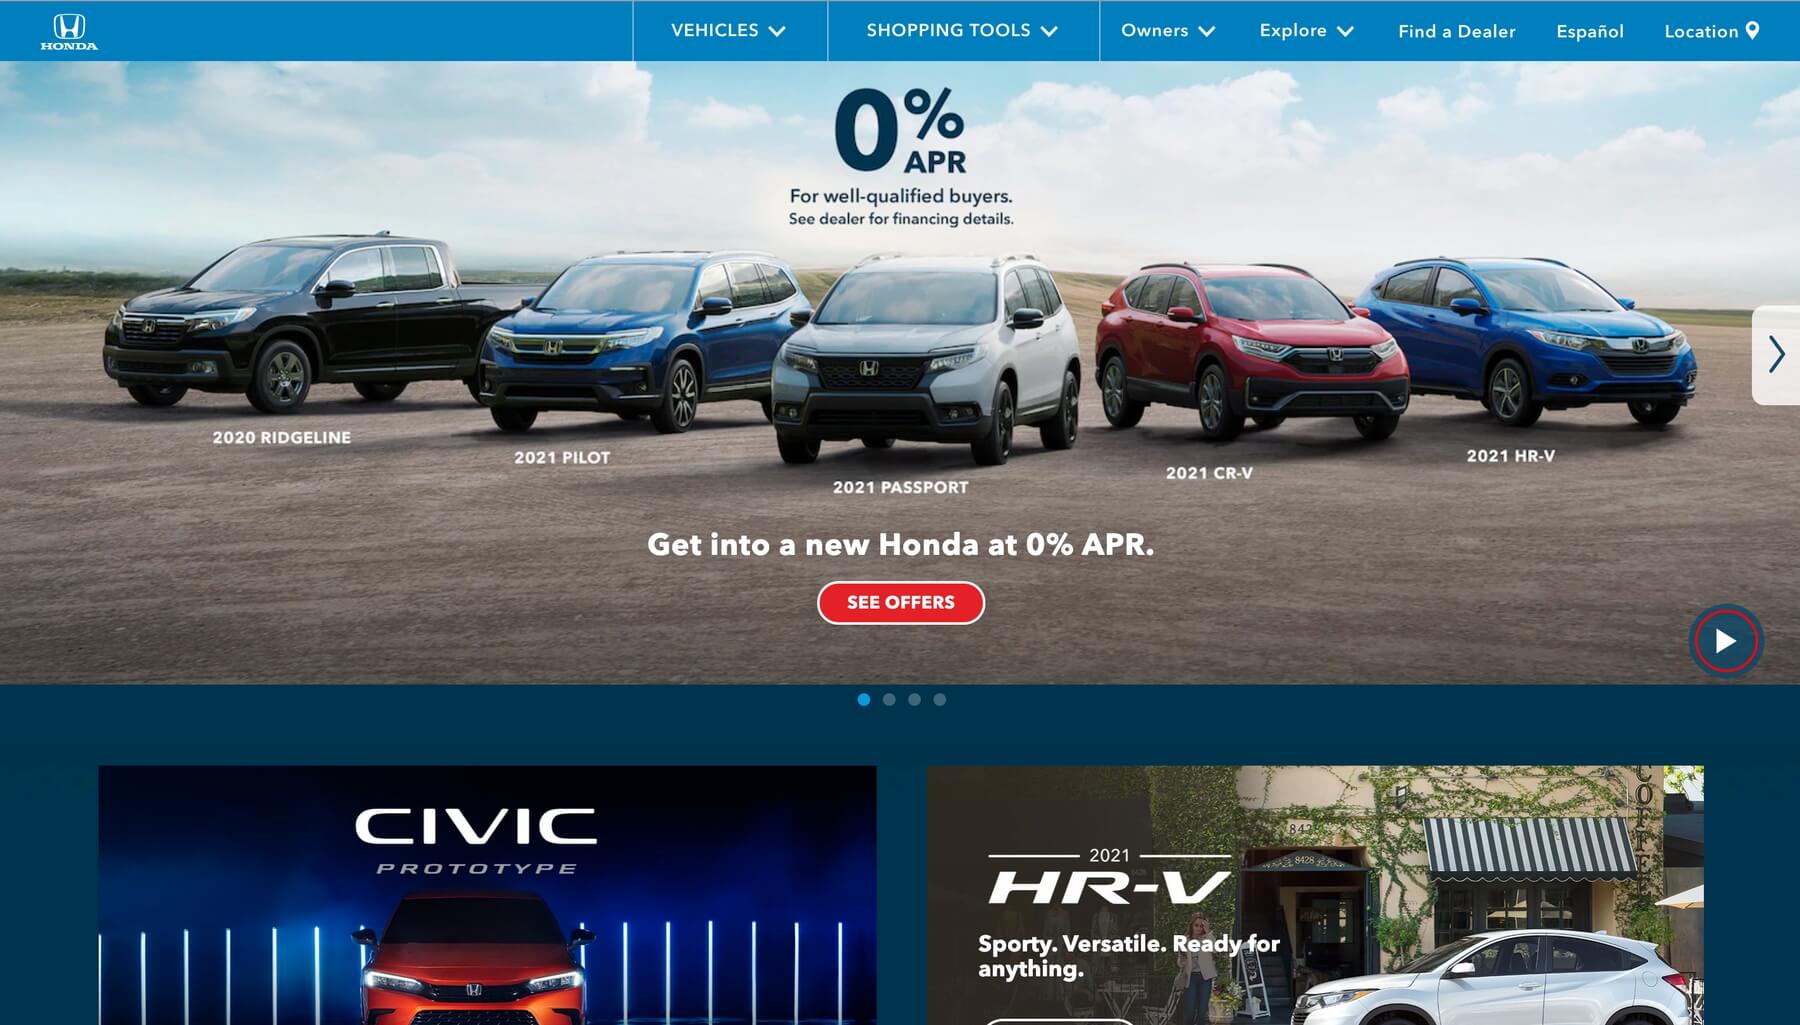 HONDA
VEHICLES
SHOPPING TOOLS
Owners
Explore
Find a Dealer
Español
Location
0% APR
For well-qualified buyers.
See dealer for financing details.
2020 RIDGELINE
2021 PILOT
2021 PASSPORT
2021 CR-V
2021 HR-V
Get into a new Honda at 0% APR.
SEE OFFERS
CIVIC
PROTOTYPE
2021
HR-V
Sporty. Versatile. Ready for
anything.
8428